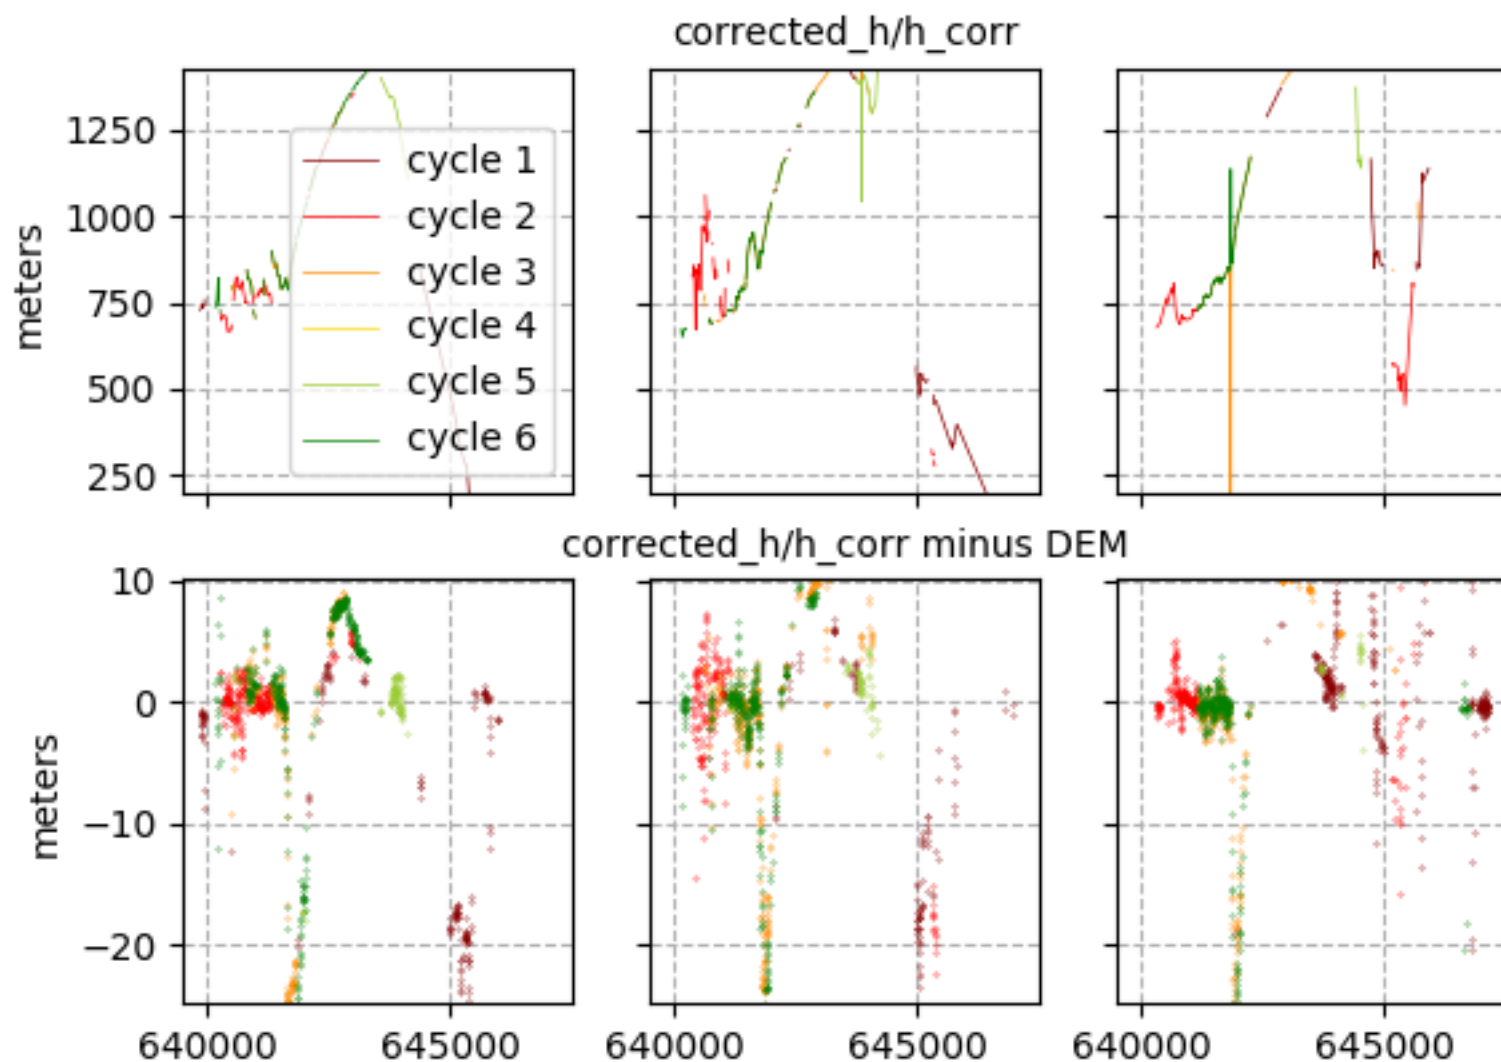 corrected_h/h_corr
1250
1000
750
500
250
meters
cycle 1
cycle 2
cycle 3
cycle 4
cycle 5
cycle 6
corrected_h/h_corr minus DEM
10
0
−10
−20
meters
640000 645000 640000 645000 640000 645000